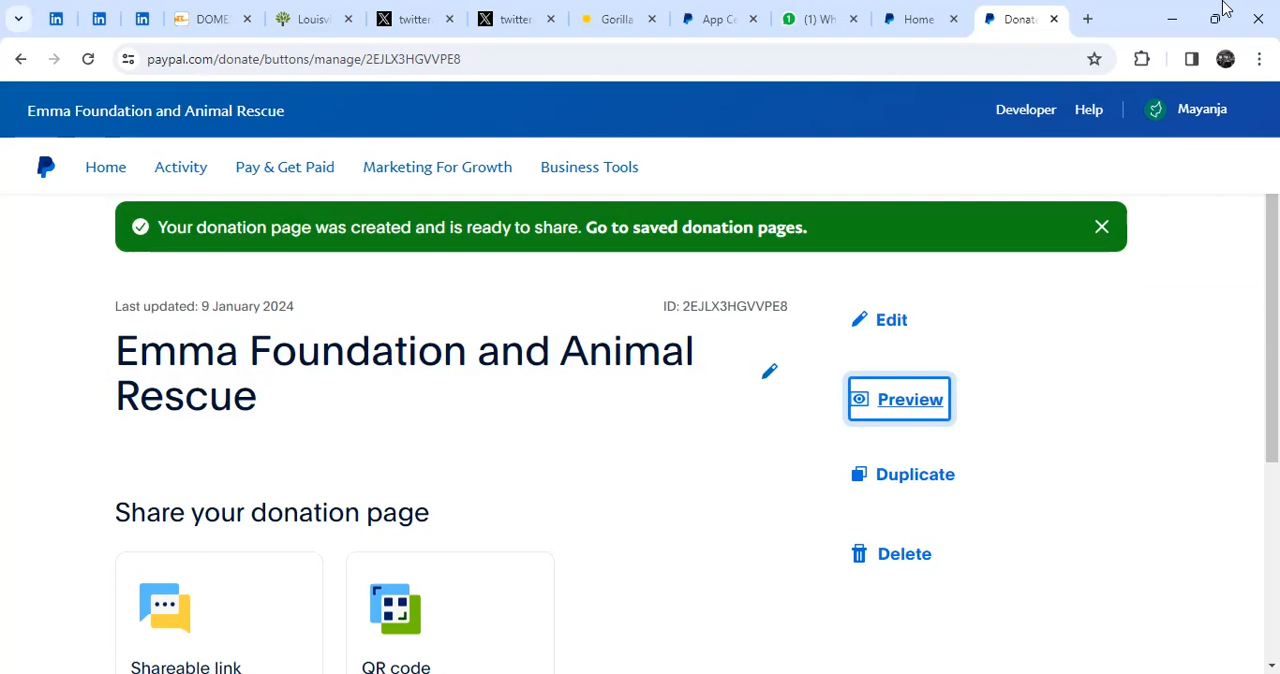 DOME
Louisvi
twitter
twitter
Gorilla
App Ce
(1) Wh
Home
Donate
paypal.com/donate/buttons/manage/2EJLX3HGVVPE8
Emma Foundation and Animal Rescue
Developer
Help
Mayanja
Home
Activity
Pay & Get Paid
Marketing For Growth
Business Tools
Your donation page was created and is ready to share. Go to saved donation pages.
Last updated: 9 January 2024
ID: 2EJLX3HGVVPE8
Edit
Emma Foundation and Animal
Rescue
Preview
Duplicate
Share your donation page
Delete
Shareable link
QR code